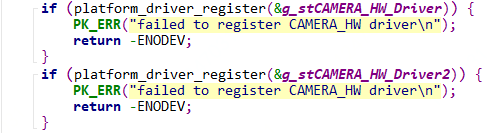 if (platform_driver_register(&g_stCAMERA_HW_Driver)) {
PK_ERR("failed to register CAMERA_HW driver\n");
return -ENODEV;
}
if (platform_driver_register(&g_stCAMERA_HW_Driver2)) {
PK_ERR("failed to register CAMERA_HW driver\n");
return -ENODEV;
}